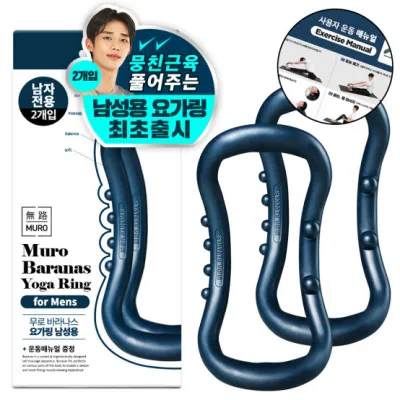 2개입
뭉친근육
풀어주는
남성용 요가링
최초출시
남자
전용
2개입
massage
balance
soft
無路
MURO
Muro
Baranas
Yoga Ring
for Mens
무로 바라나스
요가링 남성용
+ 운동매뉴얼 증정
사용자 운동 매뉴얼
Exercise Manual